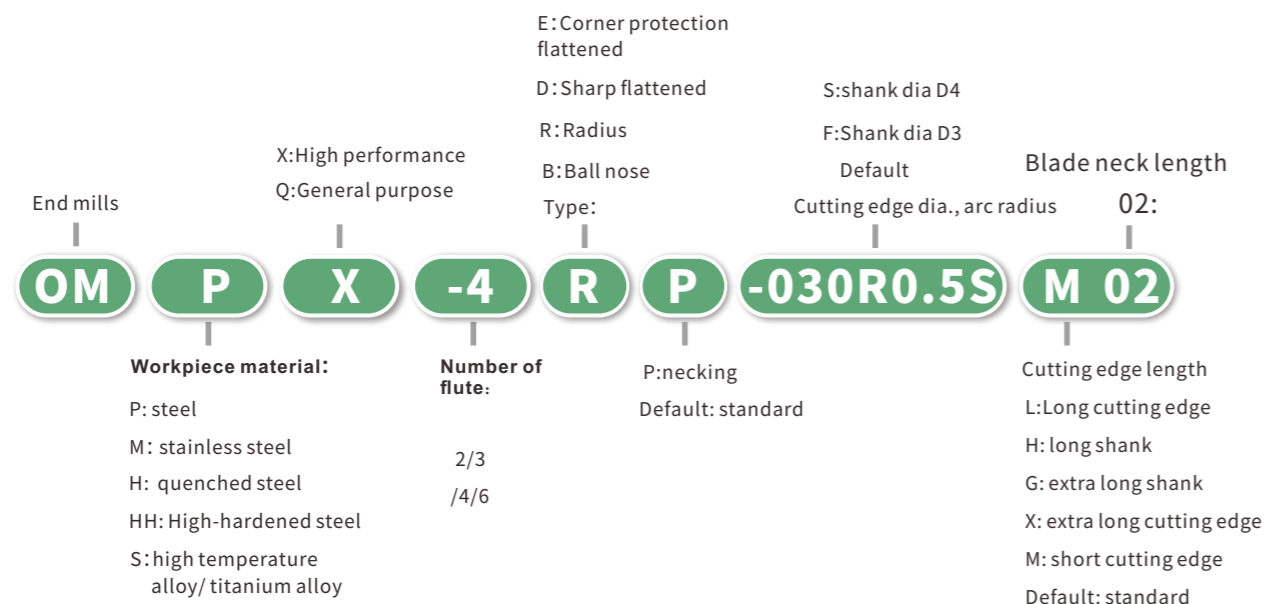 E:Corner protection
flattened
D:Sharp flattened
R:Radius
B:Ball nose
Type:
S:shank dia D4
F:Shank dia D3
Default
Cutting edge dia., arc radius
X:High performance
Q:General purpose
Blade neck length
02:
End mills
OM P X -4 R P -030R0.5S M 02
Workpiece material:
P: steel
M: stainless steel
H: quenched steel
HH: High-hardened steel
S:high temperature
alloy/ titanium alloy
Number of
flute:
2/3
/4/6
P:necking
Default: standard
Cutting edge length
L:Long cutting edge
H: long shank
G: extra long shank
X: extra long cutting edge
M: short cutting edge
Default: standard